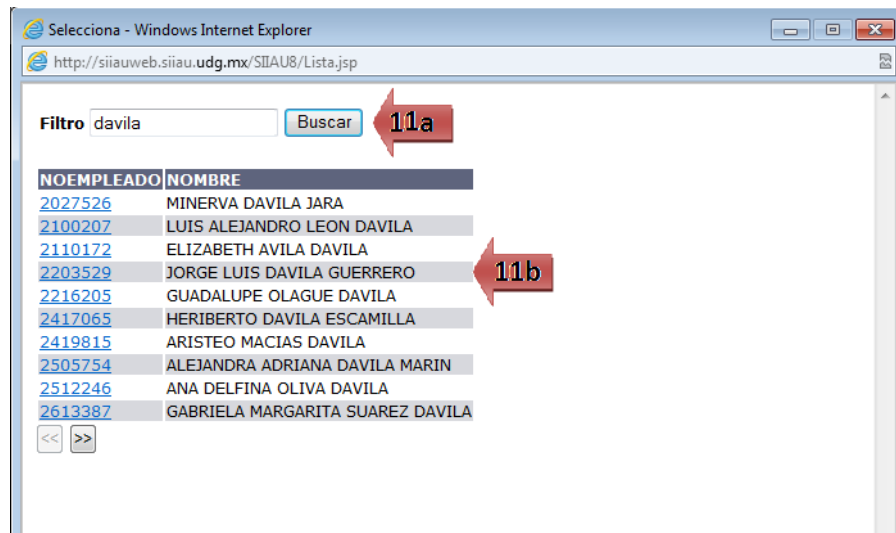 Selecciona - Windows Internet Explorer
http://siiauweb.siiau.udg.mx/SIIAU8/Lista.jsp
Filtro davila Buscar 11a
NOEMPLEADO NOMBRE
2027526 MINERVA DAVILA JARA
2100207 LUIS ALEJANDRO LEON DAVILA
2110172 ELIZABETH AVILA DAVILA
2203529 JORGE LUIS DAVILA GUERRERO 11b
2216205 GUADALUPE OLAGUE DAVILA
2417065 HERIBERTO DAVILA ESCAMILLA
2419815 ARISTEO MACIAS DAVILA
2505754 ALEJANDRA ADRIANA DAVILA MARIN
2512246 ANA DELFINA OLIVA DAVILA
2613387 GABRIELA MARGARITA SUAREZ DAVILA
<< >>